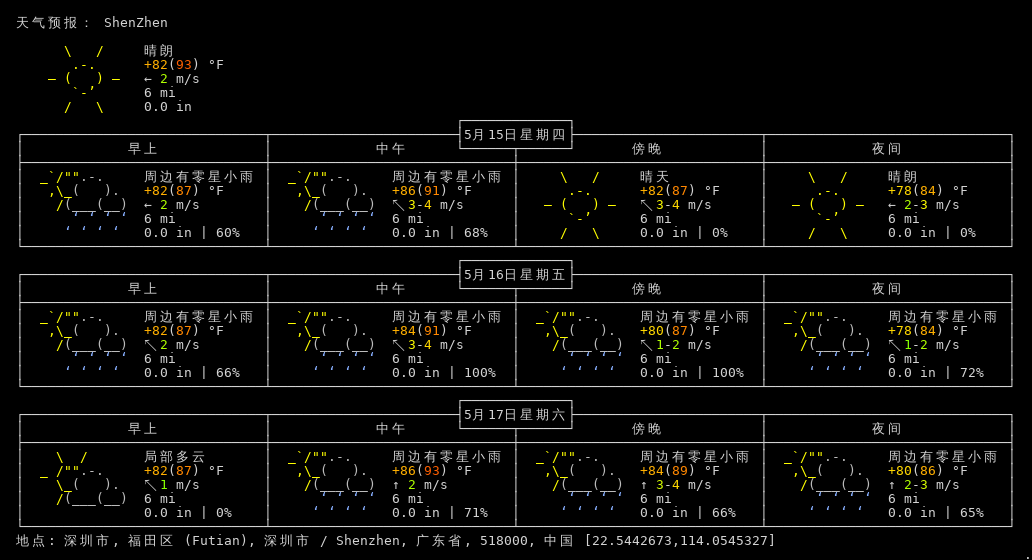 天气预报： ShenZhen
晴朗
+82(93) °F
← 2 m/s
6 mi
0.0 in
5月15日星期四
早上 中午 傍晚 夜间
周边有零星小雨 周边有零星小雨 晴天 晴朗
+82(87) °F +86(91) °F +82(87) °F +78(84) °F
← 2 m/s ↖ 3-4 m/s ↖ 3-4 m/s ← 2-3 m/s
6 mi 6 mi 6 mi 6 mi
0.0 in | 60% 0.0 in | 68% 0.0 in | 0% 0.0 in | 0%
5月16日星期五
早上 中午 傍晚 夜间
周边有零星小雨 周边有零星小雨 周边有零星小雨 周边有零星小雨
+82(87) °F +84(91) °F +80(87) °F +78(84) °F
↖ 2 m/s ↖ 3-4 m/s ↖ 1-2 m/s ↖ 1-2 m/s
6 mi 6 mi 6 mi 6 mi
0.0 in | 66% 0.0 in | 100% 0.0 in | 100% 0.0 in | 72%
5月17日星期六
早上 中午 傍晚 夜间
局部多云 周边有零星小雨 周边有零星小雨 周边有零星小雨
+82(87) °F +86(93) °F +84(89) °F +80(86) °F
↖ 1 m/s ↑ 2 m/s ↑ 3-4 m/s ↑ 2-3 m/s
6 mi 6 mi 6 mi 6 mi
0.0 in | 0% 0.0 in | 71% 0.0 in | 66% 0.0 in | 65%
地点: 深圳市, 福田区 (Futian), 深圳市 / Shenzhen, 广东省, 518000, 中国 [22.5442673,114.0545327]